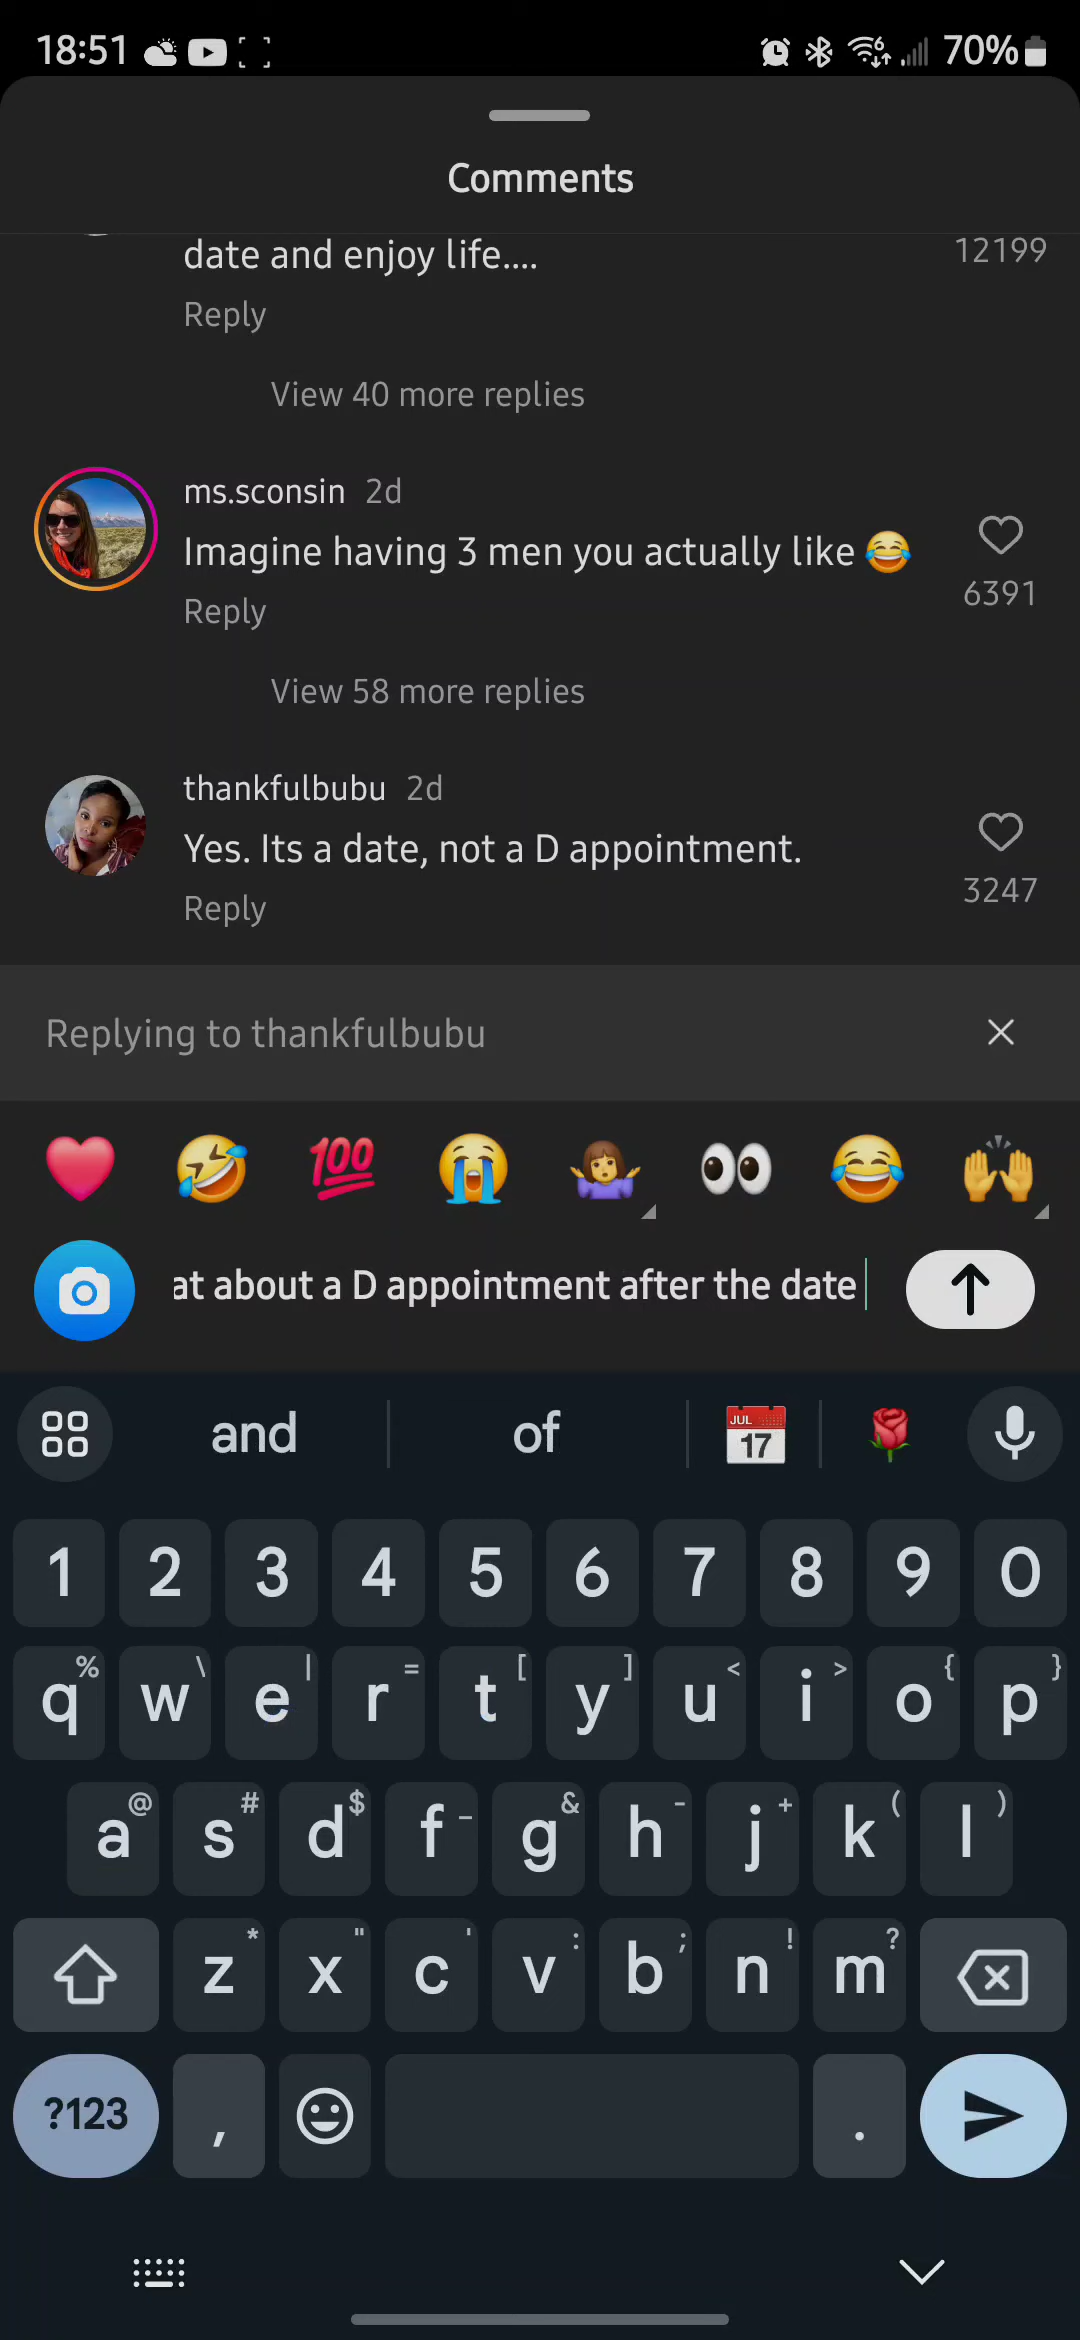 18:51 70%
Comments
date and enjoy life....
12199
Reply
View 40 more replies
ms.sconsin 2d
Imagine having 3 men you actually like 😂
6391
Reply
View 58 more replies
thankfulbubu 2d
Yes. Its a date, not a D appointment.
3247
Reply
Replying to thankfulbubu
at about a D appointment after the date
and of JUL 17
1 2 3 4 5 6 7 8 9 0
% \ | = [ ] < > { }
q w e r t y u i o p
@ # $ _ & - + ( )
a s d f g h j k l
* " ' : ; ! ?
z x c v b n m
?123 , .